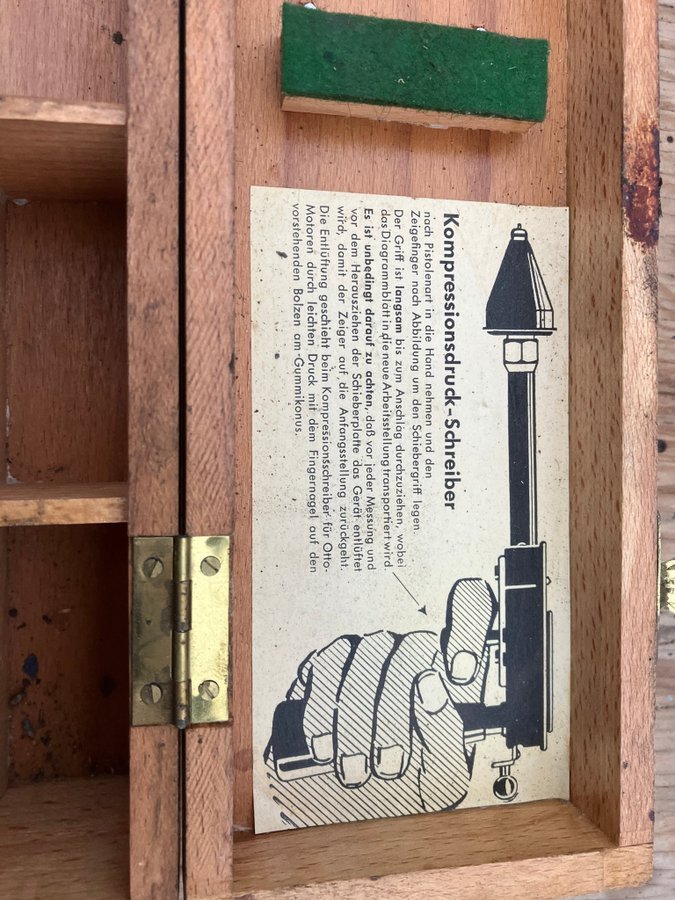 Kompressionsdruck-Schreiber
nach Pistolenart in die Hand nehmen und den
Zeigefinger nach Abbildung um den Schiebergriff legen.
Der Griff ist langsam bis zum Anschlag durchzuziehen, wobei
das Diagrammblatt in die neue Arbeitsstellung transportiert wird.
Es ist unbedingt darauf zu achten, daß vor jeder Messung und
vor dem Herausziehen der Schieberplatte das Gerät entlüftet
wird, damit der Zeiger auf die Anfangsstellung zurückgeht.
Die Entlüftung geschieht beim Kompressionsschreiber für Otto-
Motoren durch leichten Druck mit dem Fingernagel auf den
vorstehenden Bolzen am Gummikonus.